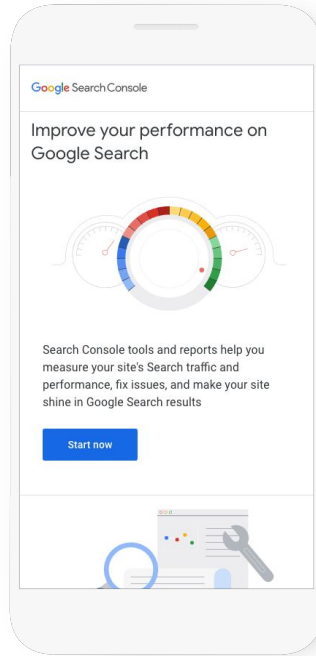 Google Search Console
Improve your performance on
Google Search
Search Console tools and reports help you
measure your site's Search traffic and
performance, fix issues, and make your site
shine in Google Search results
Start now